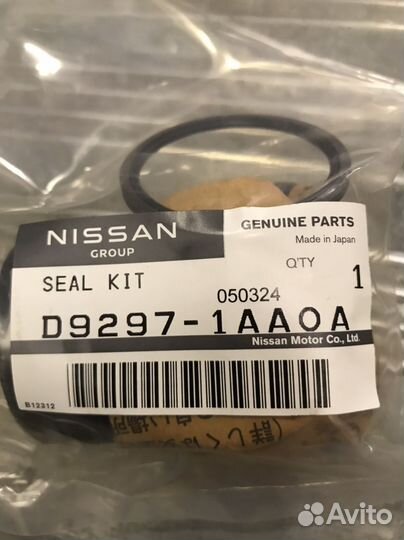 NISSAN
GROUP
GENUINE PARTS
Made in Japan
SEAL KIT
Q'TY
1
050324
D9297-1AA0A
Nissan Motor Co., Ltd.
B12312
Avito